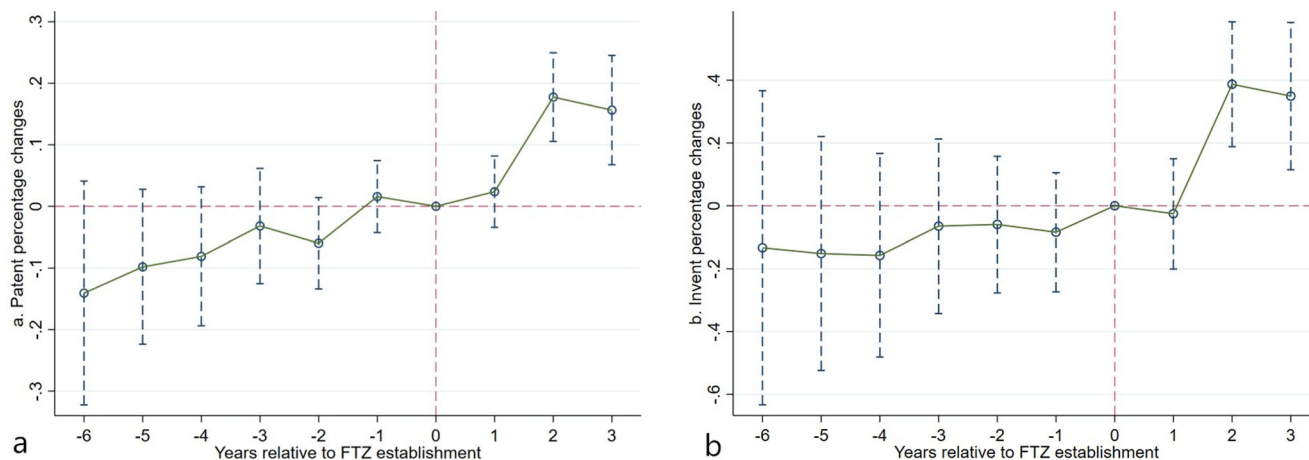 a. Patent percentage changes
.3
.2
.1
0
-.1
-.2
-.3
-6 -5 -4 -3 -2 -1 0 1 2 3
Years relative to FTZ establishment
a
b. Invent percentage changes
.4
.2
0
-.2
-.4
-.6
-6 -5 -4 -3 -2 -1 0 1 2 3
Years relative to FTZ establishment
b